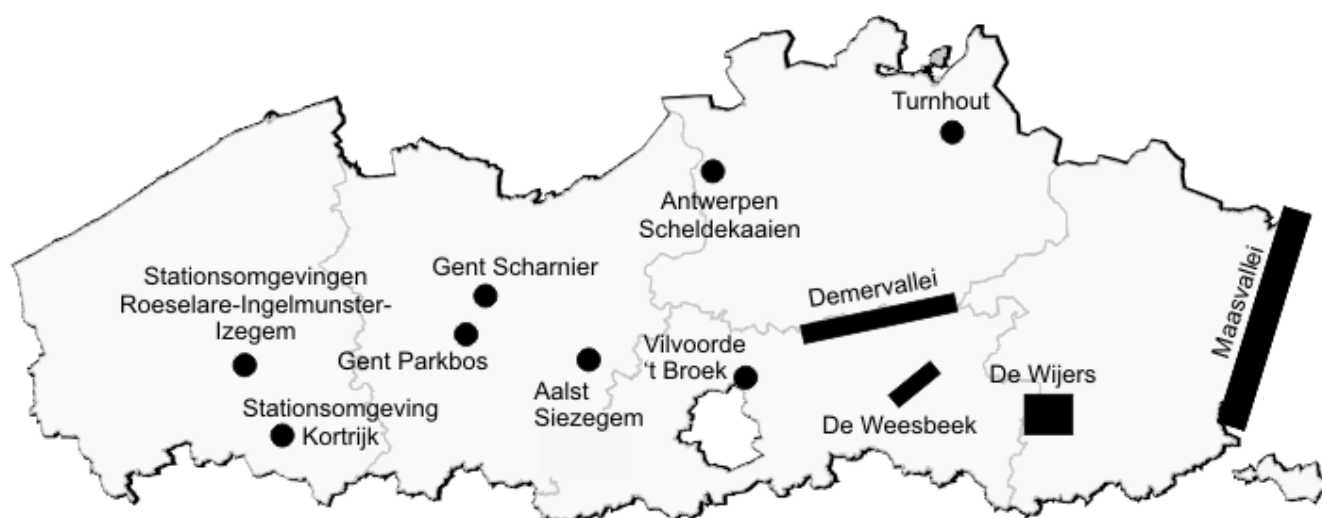 Turnhout
Antwerpen
Scheldekaaien
Stationsomgevingen
Roeselare-Ingelmunster-
Izegem
Gent Scharnier
Demervallei
Maasvallei
Gent Parkbos
Vilvoorde
't Broek
Aalst
Siezegem
De Wijers
Stationsomgeving
Kortrijk
De Weesbeek